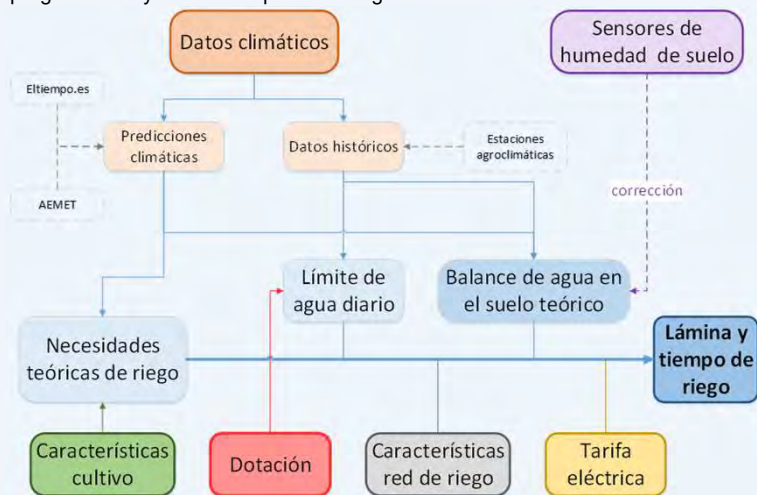 Datos climáticos
Sensores de
humedad de suelo
Eltiempo.es
Predicciones
climáticas
Datos históricos
Estaciones
agroclimáticas
AEMET
corrección
Límite de
agua diario
Balance de agua en
el suelo teórico
Necesidades
teóricas de riego
Lámina y
tiempo de
riego
Características
cultivo
Dotación
Características
red de riego
Tarifa
eléctrica